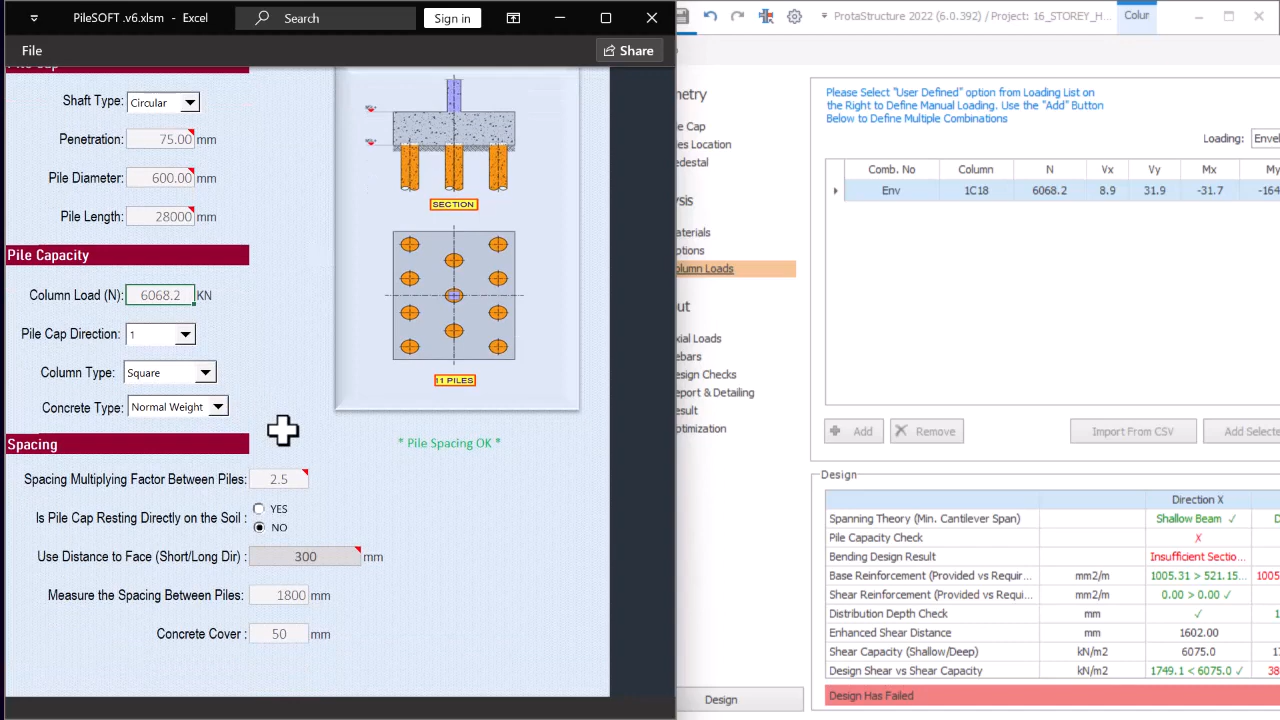 PileSOFT v6.xlsm - Excel
Search
Sign in
File
Share
Pile Cap
Shaft Type:
Circular
Penetration:
75.00
mm
Pile Diameter:
600.00
mm
Pile Length:
28000
mm
Pile Capacity
Column Load (N):
6068.2
KN
Pile Cap Direction:
1
Column Type:
Square
Concrete Type:
Normal Weight
Spacing
Spacing Multiplying Factor Between Piles:
2.5
Is Pile Cap Resting Directly on the Soil :
YES
NO
Use Distance to Face (Short/Long Dir) :
300
mm
Measure the Spacing Between Piles:
1800
mm
Concrete Cover:
50
mm
SECTION
11 PILES
* Pile Spacing OK *
ProtaStructure 2022 (6.0.392) / Project: 16_STOREY_H...
Colur
metry
e Cap
es Location
edestal
sis
aterials
ptions
olumn Loads
ut
xial Loads
ebars
esign Checks
eport & Detailing
esult
ptimization
Design
Please Select "User Defined" option from Loading List on
the Right to Define Manual Loading. Use the "Add" Button
Below to Define Multiple Combinations
Loading:
Envel
Comb. No
Column
N
Vx
Vy
Mx
My
Env
1C18
6068.2
8.9
31.9
-31.7
-164
Add
Remove
Import From CSV
Add Selecte
Design
Direction X
Spanning Theory (Min. Cantilever Span)
Shallow Beam ✓
D
Pile Capacity Check
X
Bending Design Result
Insufficient Sectio...
Base Reinforcement (Provided vs Requir...
mm2/m
1005.31 > 521.15...
1005
Shear Reinforcement (Provided vs Requi...
mm2/m
0.00 > 0.00 ✓
0
Distribution Depth Check
mm
✓
1
Enhanced Shear Distance
mm
1602.00
Shear Capacity (Shallow/Deep)
kN/m2
6075.0
17
Design Shear vs Shear Capacity
kN/m2
1749.1 < 6075.0 ✓
38
Design Has Failed